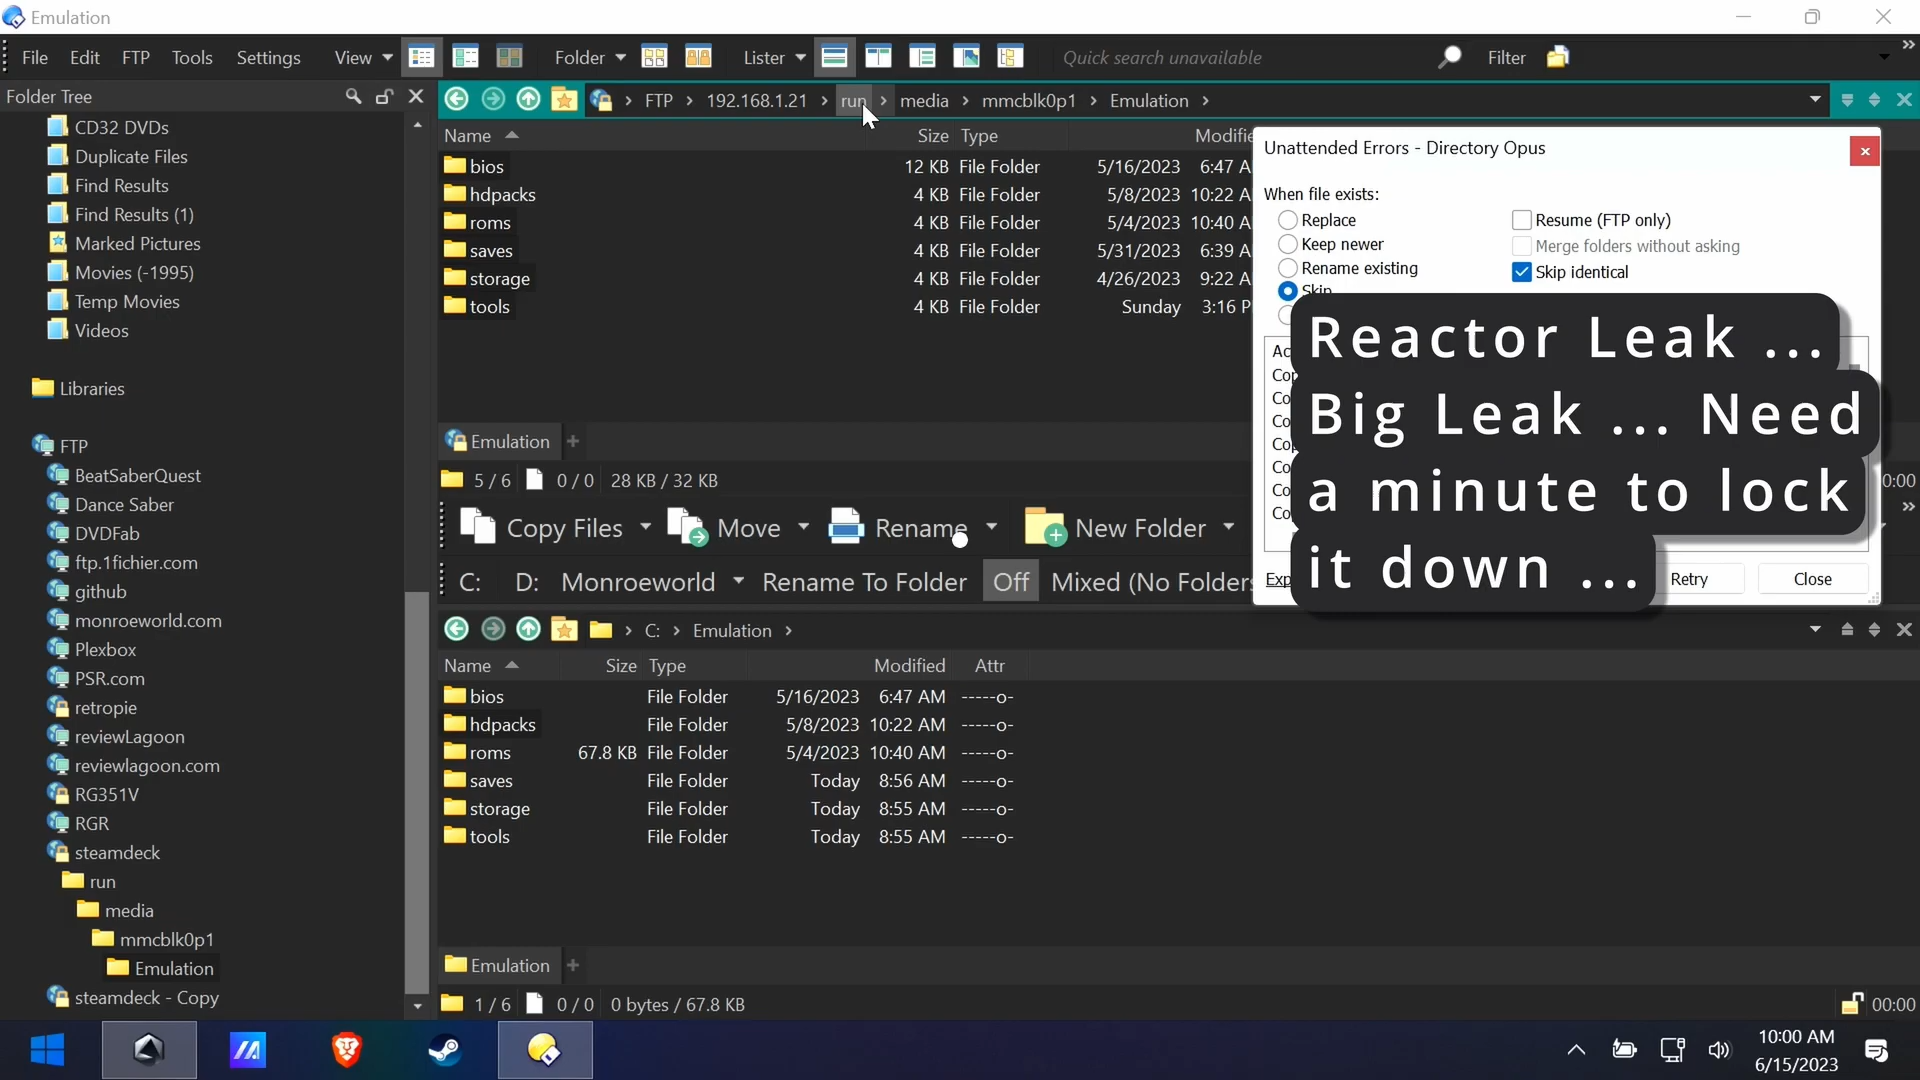 Emulation
File Edit FTP Tools Settings View Folder Lister Quick search unavailable Filter
Folder Tree
FTP 192.168.1.21 run media mmcblk0p1 Emulation
Name Size Type
bios 12 KB File Folder 5/16/2023
hdpacks 4 KB File Folder 5/8/2023
roms 4 KB File Folder 5/4/2023
saves 4 KB File Folder 5/31/2023
storage 4 KB File Folder 4/26/2023
tools 4 KB File Folder Sunday
CD32 DVDs
Duplicate Files
Find Results
Find Results (1)
Marked Pictures
Movies (-1995)
Temp Movies
Videos
Libraries
FTP
BeatSaberQuest
Dance Saber
DVDFab
ftp.1fichier.com
github
monroeworld.com
Plexbox
PSR.com
retropie
reviewLagoon
reviewlagoon.com
RG351V
RGR
steamdeck
run
media
mmcblk0p1
Emulation
steamdeck - Copy
Unattended Errors - Directory Opus
When file exists:
Replace
Keep newer
Rename existing
Skip
Resume (FTP only)
Merge folders without asking
Skip identical
Reactor Leak ...
Big Leak ... Need
a minute to lock
it down ...
Retry Close
Emulation
5 / 6 0 / 0 28 KB / 32 KB
Copy Files Move Rename New Folder
C: D: Monroeworld Rename To Folder Off Mixed (No Folders
C: Emulation
Name Size Type Modified Attr
bios File Folder 5/16/2023 6:47 AM -----o-
hdpacks File Folder 5/8/2023 10:22 AM -----o-
roms 67.8 KB File Folder 5/4/2023 10:40 AM -----o-
saves File Folder Today 8:56 AM -----o-
storage File Folder Today 8:55 AM -----o-
tools File Folder Today 8:55 AM -----o-
Emulation
1 / 6 0 / 0 0 bytes / 67.8 KB 00:00
10:00 AM
6/15/2023